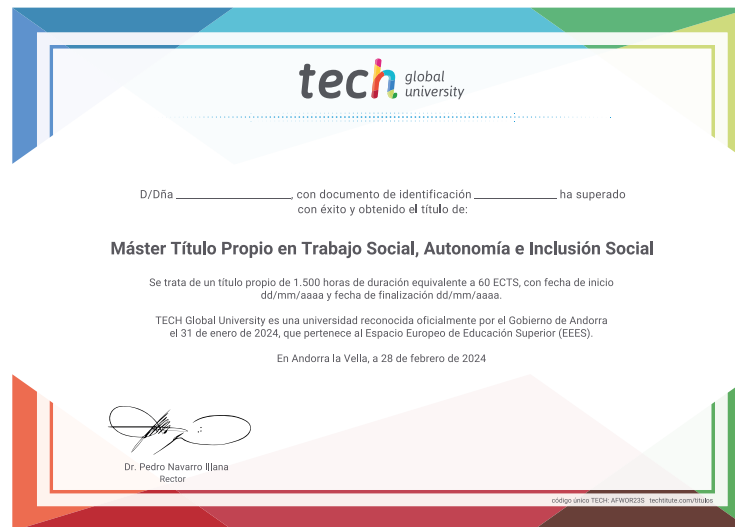 tech global university
D/Dña ______________, con documento de identificación __________ ha superado
con éxito y obtenido el título de:
Máster Título Propio en Trabajo Social, Autonomía e Inclusión Social
Se trata de un título propio de 1.500 horas de duración equivalente a 60 ECTS, con fecha de inicio
dd/mm/aaaa y fecha de finalización dd/mm/aaaa.
TECH Global University es una universidad reconocida oficialmente por el Gobierno de Andorra
el 31 de enero de 2024, que pertenece al Espacio Europeo de Educación Superior (EEES).
En Andorra la Vella, a 28 de febrero de 2024
Dr. Pedro Navarro Illana
Rector
código único TECH: AFWOR23S techtitute.com/titulos